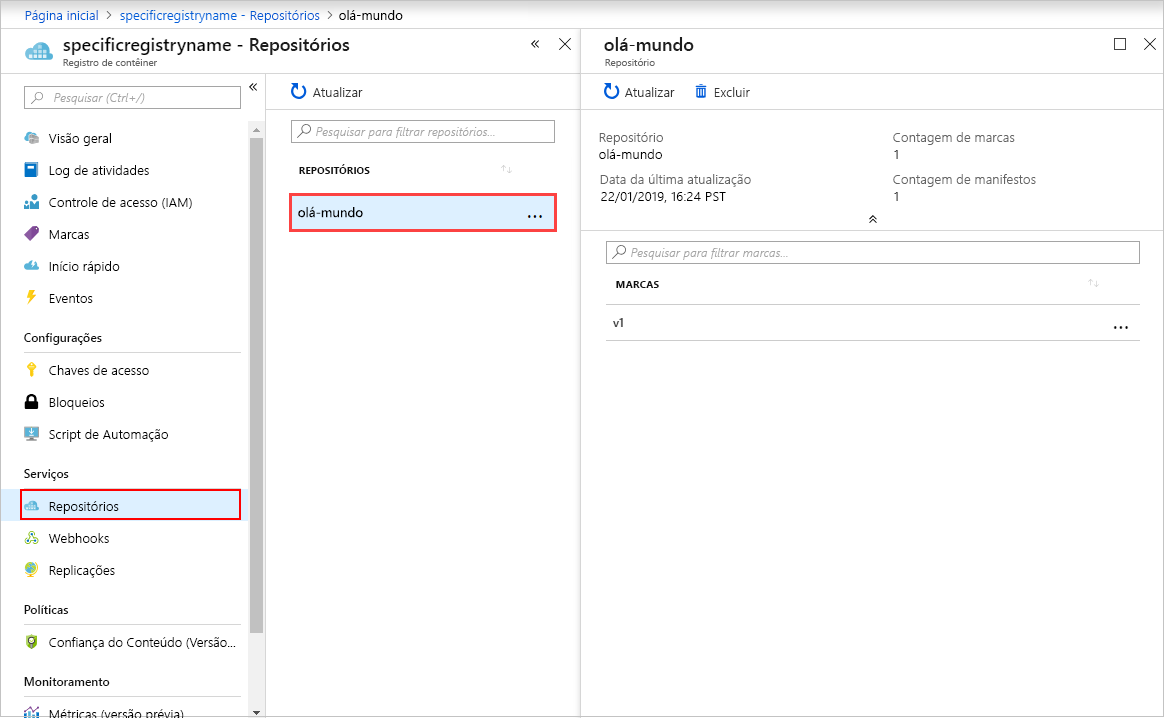 Página inicial > specificregistryname - Repositórios > olá-mundo
specificregistryname - Repositórios
Registro de contêiner
Pesquisar (Ctrl+/)
Visão geral
Log de atividades
Controle de acesso (IAM)
Marcas
Início rápido
Eventos
Configurações
Chaves de acesso
Bloqueios
Script de Automação
Serviços
Repositórios
Webhooks
Replicações
Políticas
Confiança do Conteúdo (Versão...
Monitoramento
Métricas (versão prévia)
Atualizar
Pesquisar para filtrar repositórios...
REPOSITÓRIOS
olá-mundo
olá-mundo
Repositório
Atualizar Excluir
Repositório
olá-mundo
Contagem de marcas
1
Data da última atualização
22/01/2019, 16:24 PST
Contagem de manifestos
1
Pesquisar para filtrar marcas...
MARCAS
v1